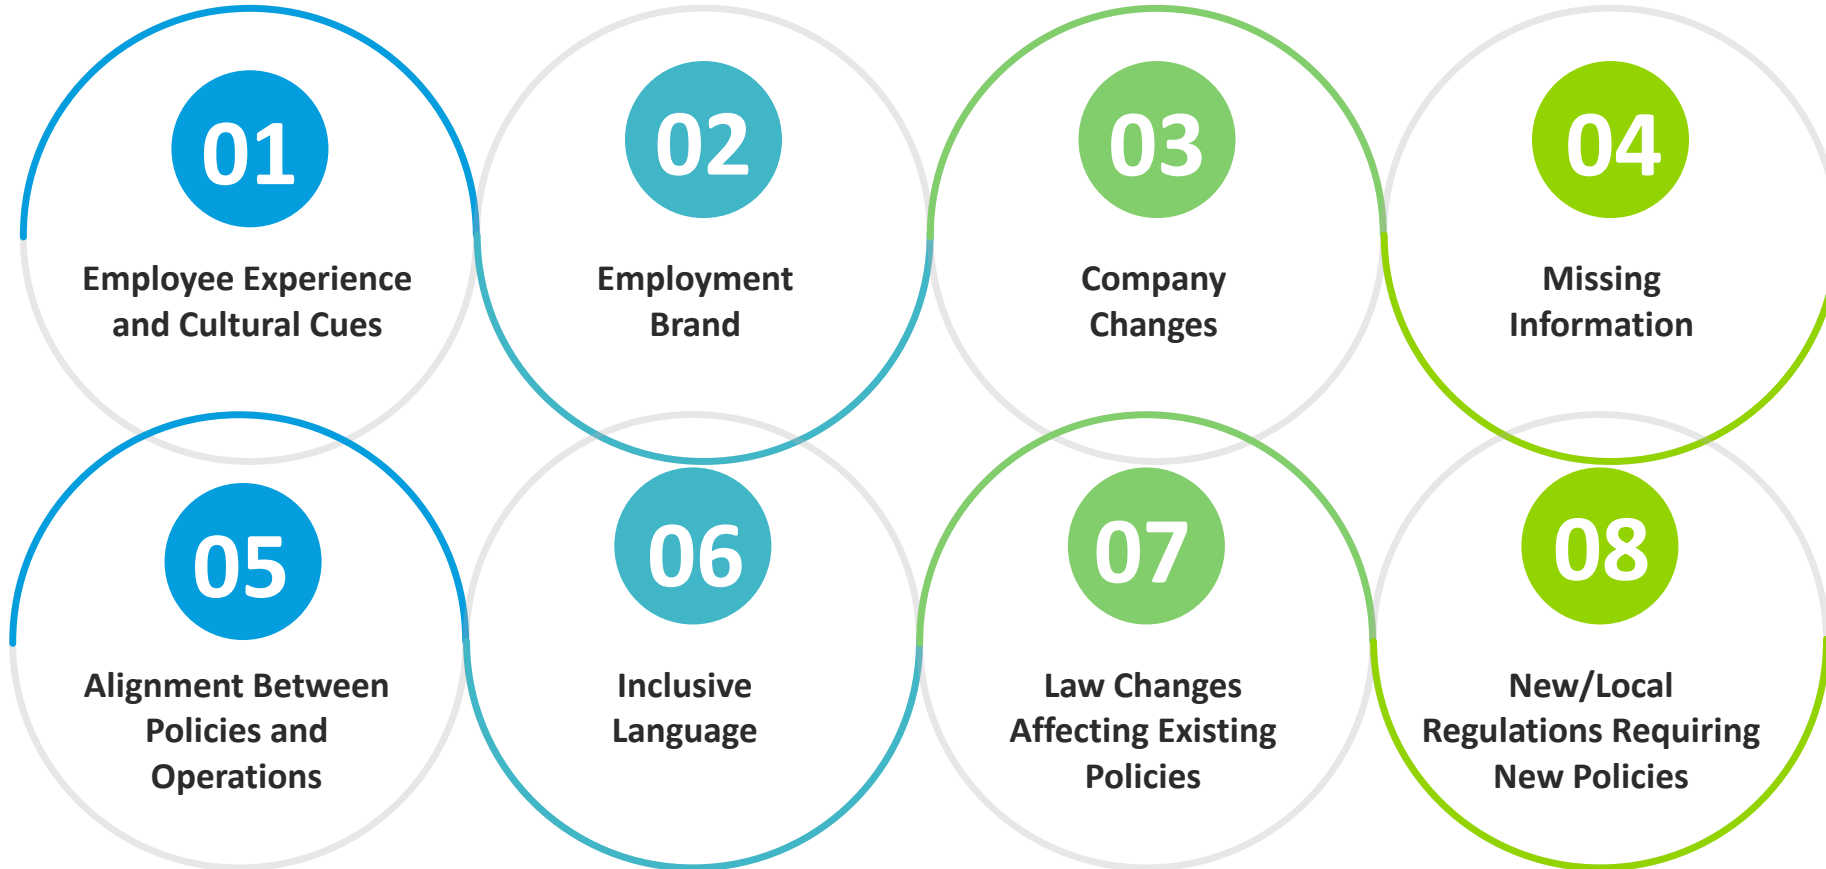 01
Employee Experience
and Cultural Cues
02
Employment
Brand
03
Company
Changes
04
Missing
Information
05
Alignment Between
Policies and
Operations
06
Inclusive
Language
07
Law Changes
Affecting Existing
Policies
08
New/Local
Regulations Requiring
New Policies